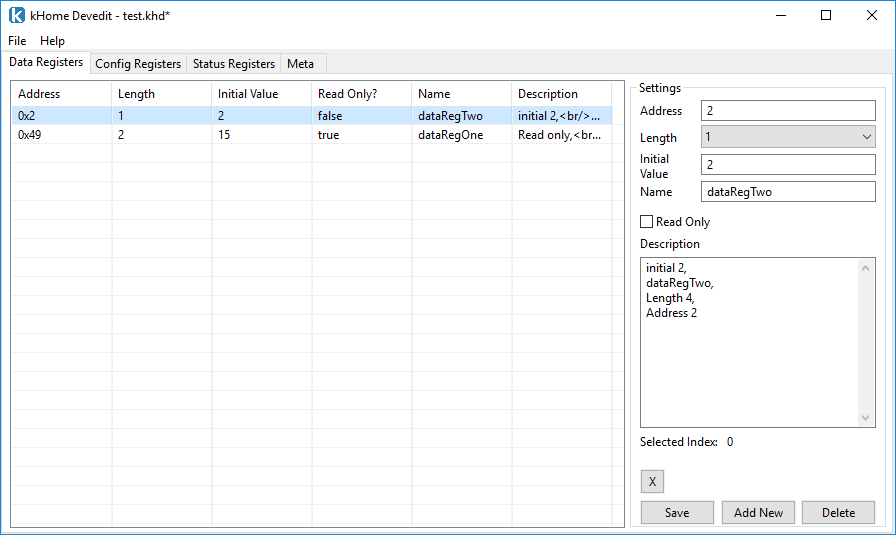 kHome Devedit - test.khd*
File Help
Data Registers Config Registers Status Registers Meta
Address Length Initial Value Read Only? Name Description
0x2 1 2 false dataRegTwo initial 2,<br/>...
0x49 2 15 true dataRegOne Read only,<br...
Settings
Address 2
Length 1
Initial
Value 2
Name dataRegTwo
Read Only
Description
initial 2,
dataRegTwo,
Length 4,
Address 2
Selected Index: 0
X
Save Add New Delete